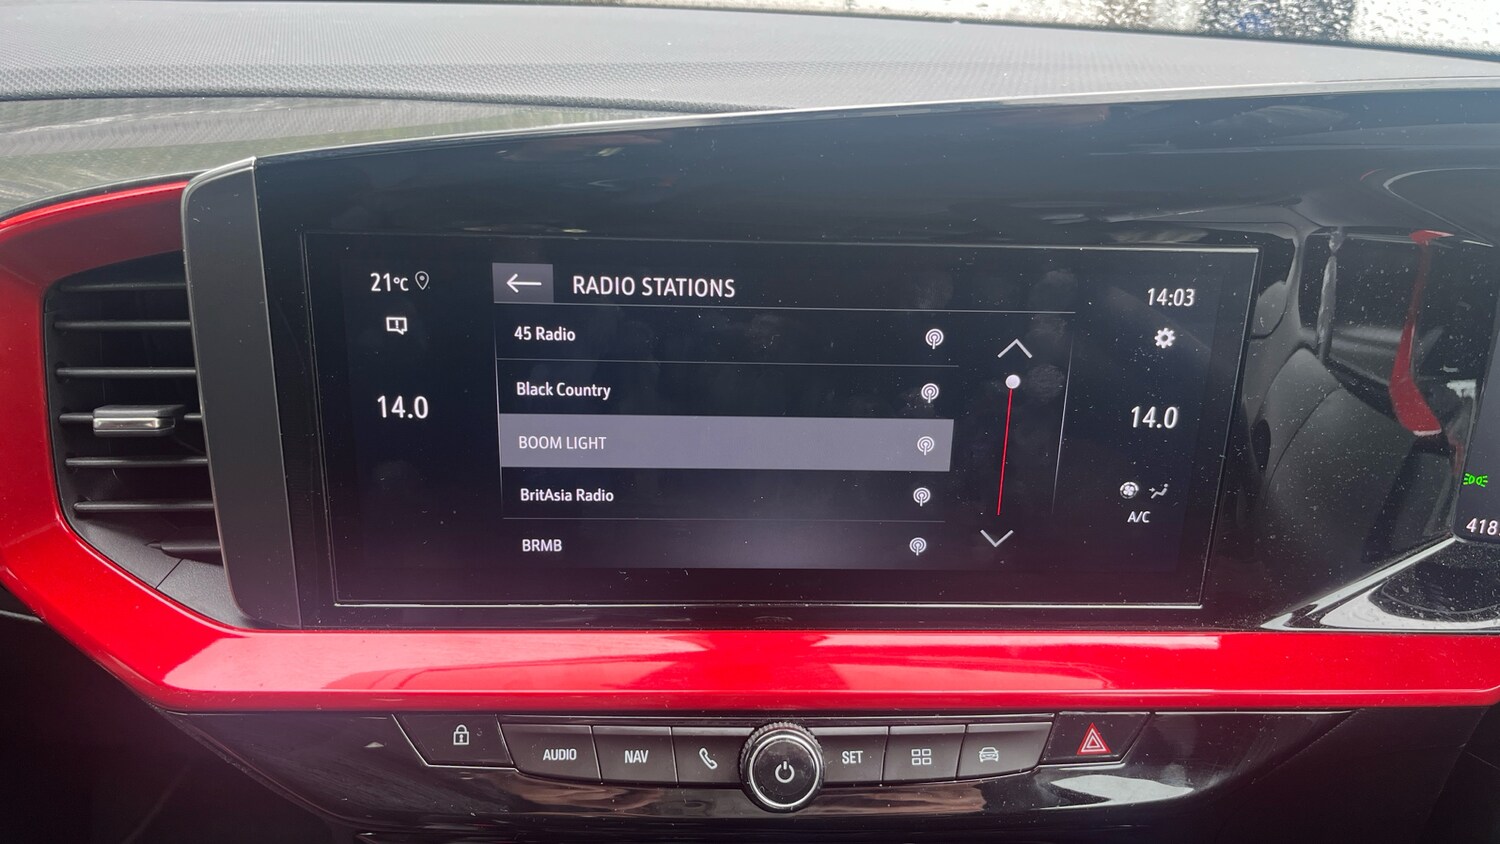 21°C
RADIO STATIONS
14:03
45 Radio
Black Country
14.0
14.0
BOOM LIGHT
BritAsia Radio
BRMB
A/C
AUDIO
NAV
SET